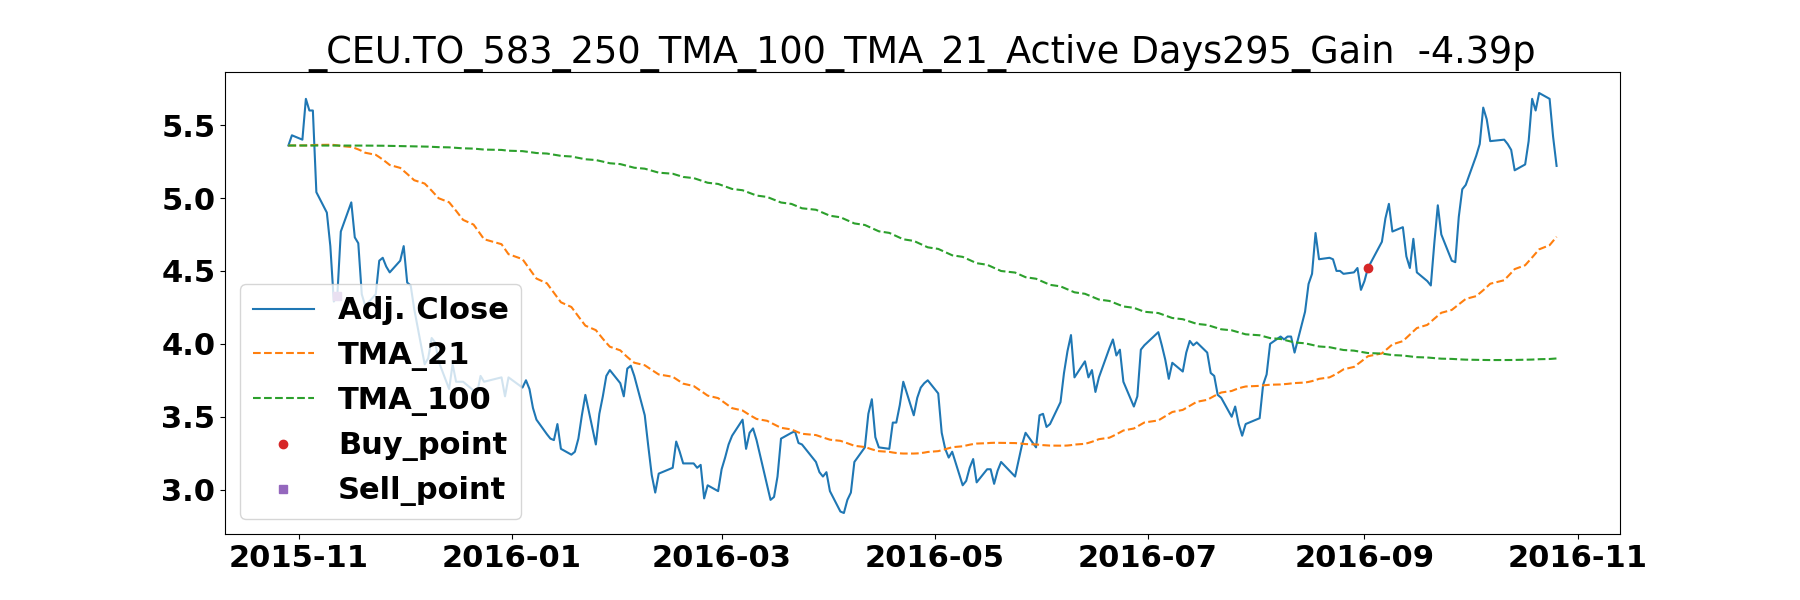 _CEU.TO_583_250_TMA_100_TMA_21_Active Days295_Gain  -4.39p
5.5
5.0
4.5
4.0
3.5
3.0
Adj. Close
TMA_21
TMA_100
Buy_point
Sell_point
2015-11 2016-01 2016-03 2016-05 2016-07 2016-09 2016-11